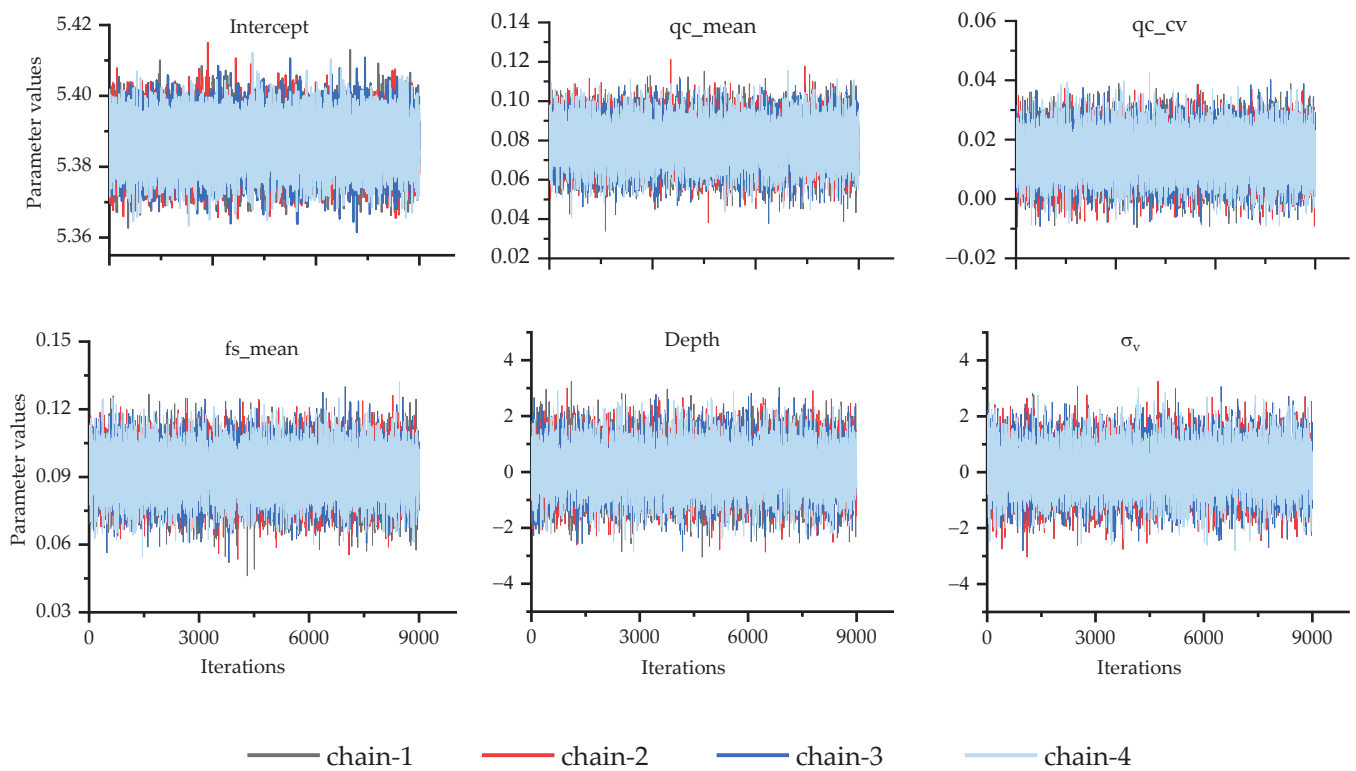 Intercept
qc_mean
qc_cv
Parameter values
5.42
5.40
5.38
5.36
0.14
0.12
0.10
0.08
0.06
0.04
0.02
0.06
0.04
0.02
0.00
−0.02
fs_mean
Depth
σv
Parameter values
0.15
0.12
0.09
0.06
0.03
4
2
0
−2
−4
4
2
0
−2
−4
0 3000 6000 9000
0 3000 6000 9000
0 3000 6000 9000
Iterations
Iterations
Iterations
chain-1 chain-2 chain-3 chain-4